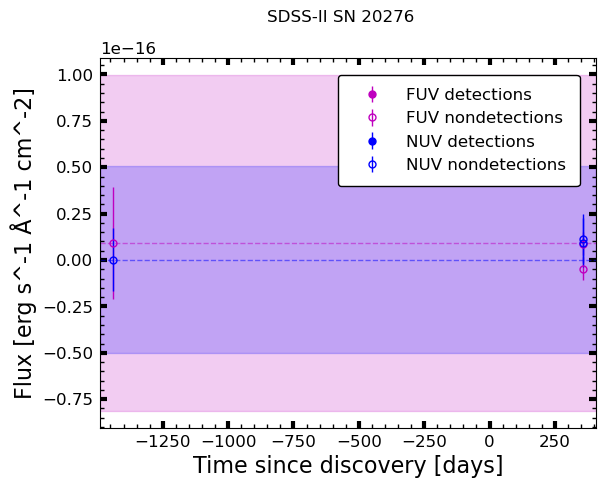 SDSS-II SN 20276
1e−16
1.00
0.75
0.50
0.25
0.00
−0.25
−0.50
−0.75
Flux [erg s^-1 Å^-1 cm^-2]
FUV detections
FUV nondetections
NUV detections
NUV nondetections
−1250 −1000 −750 −500 −250 0 250
Time since discovery [days]